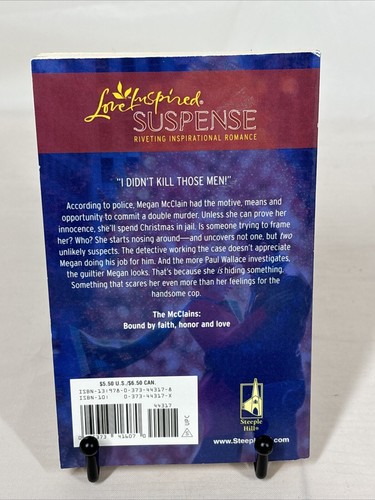 Love Inspired®
SUSPENSE
RIVETING INSPIRATIONAL ROMANCE
"I DIDN'T KILL THOSE MEN!"
According to police, Megan McClain had the motive, means and
opportunity to commit a double murder. Unless she can prove her
innocence, she'll spend Christmas in jail. Is someone trying to frame
her? Who? She starts nosing around—and uncovers not one, but two
unlikely suspects. The detective working the case doesn't appreciate
Megan doing his job for him. And the more Paul Wallace investigates,
the guiltier Megan looks. That's because she is hiding something.
Something that scares her even more than her feelings for the
handsome cop.
The McClains:
Bound by faith, honor and love
$5.50 U.S./$6.50 CAN.
ISBN-13: 978-0-373-44317-8
ISBN-10: 0-373-44317-X
44317
UPC
Steeple
Hill®
www.Steep .com